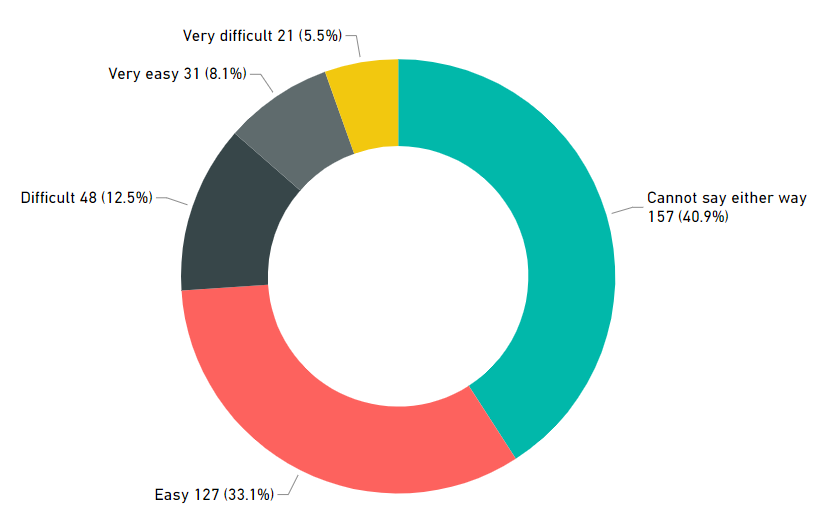 Very difficult 21 (5.5%)
Very easy 31 (8.1%)
Difficult 48 (12.5%)
Cannot say either way
157 (40.9%)
Easy 127 (33.1%)